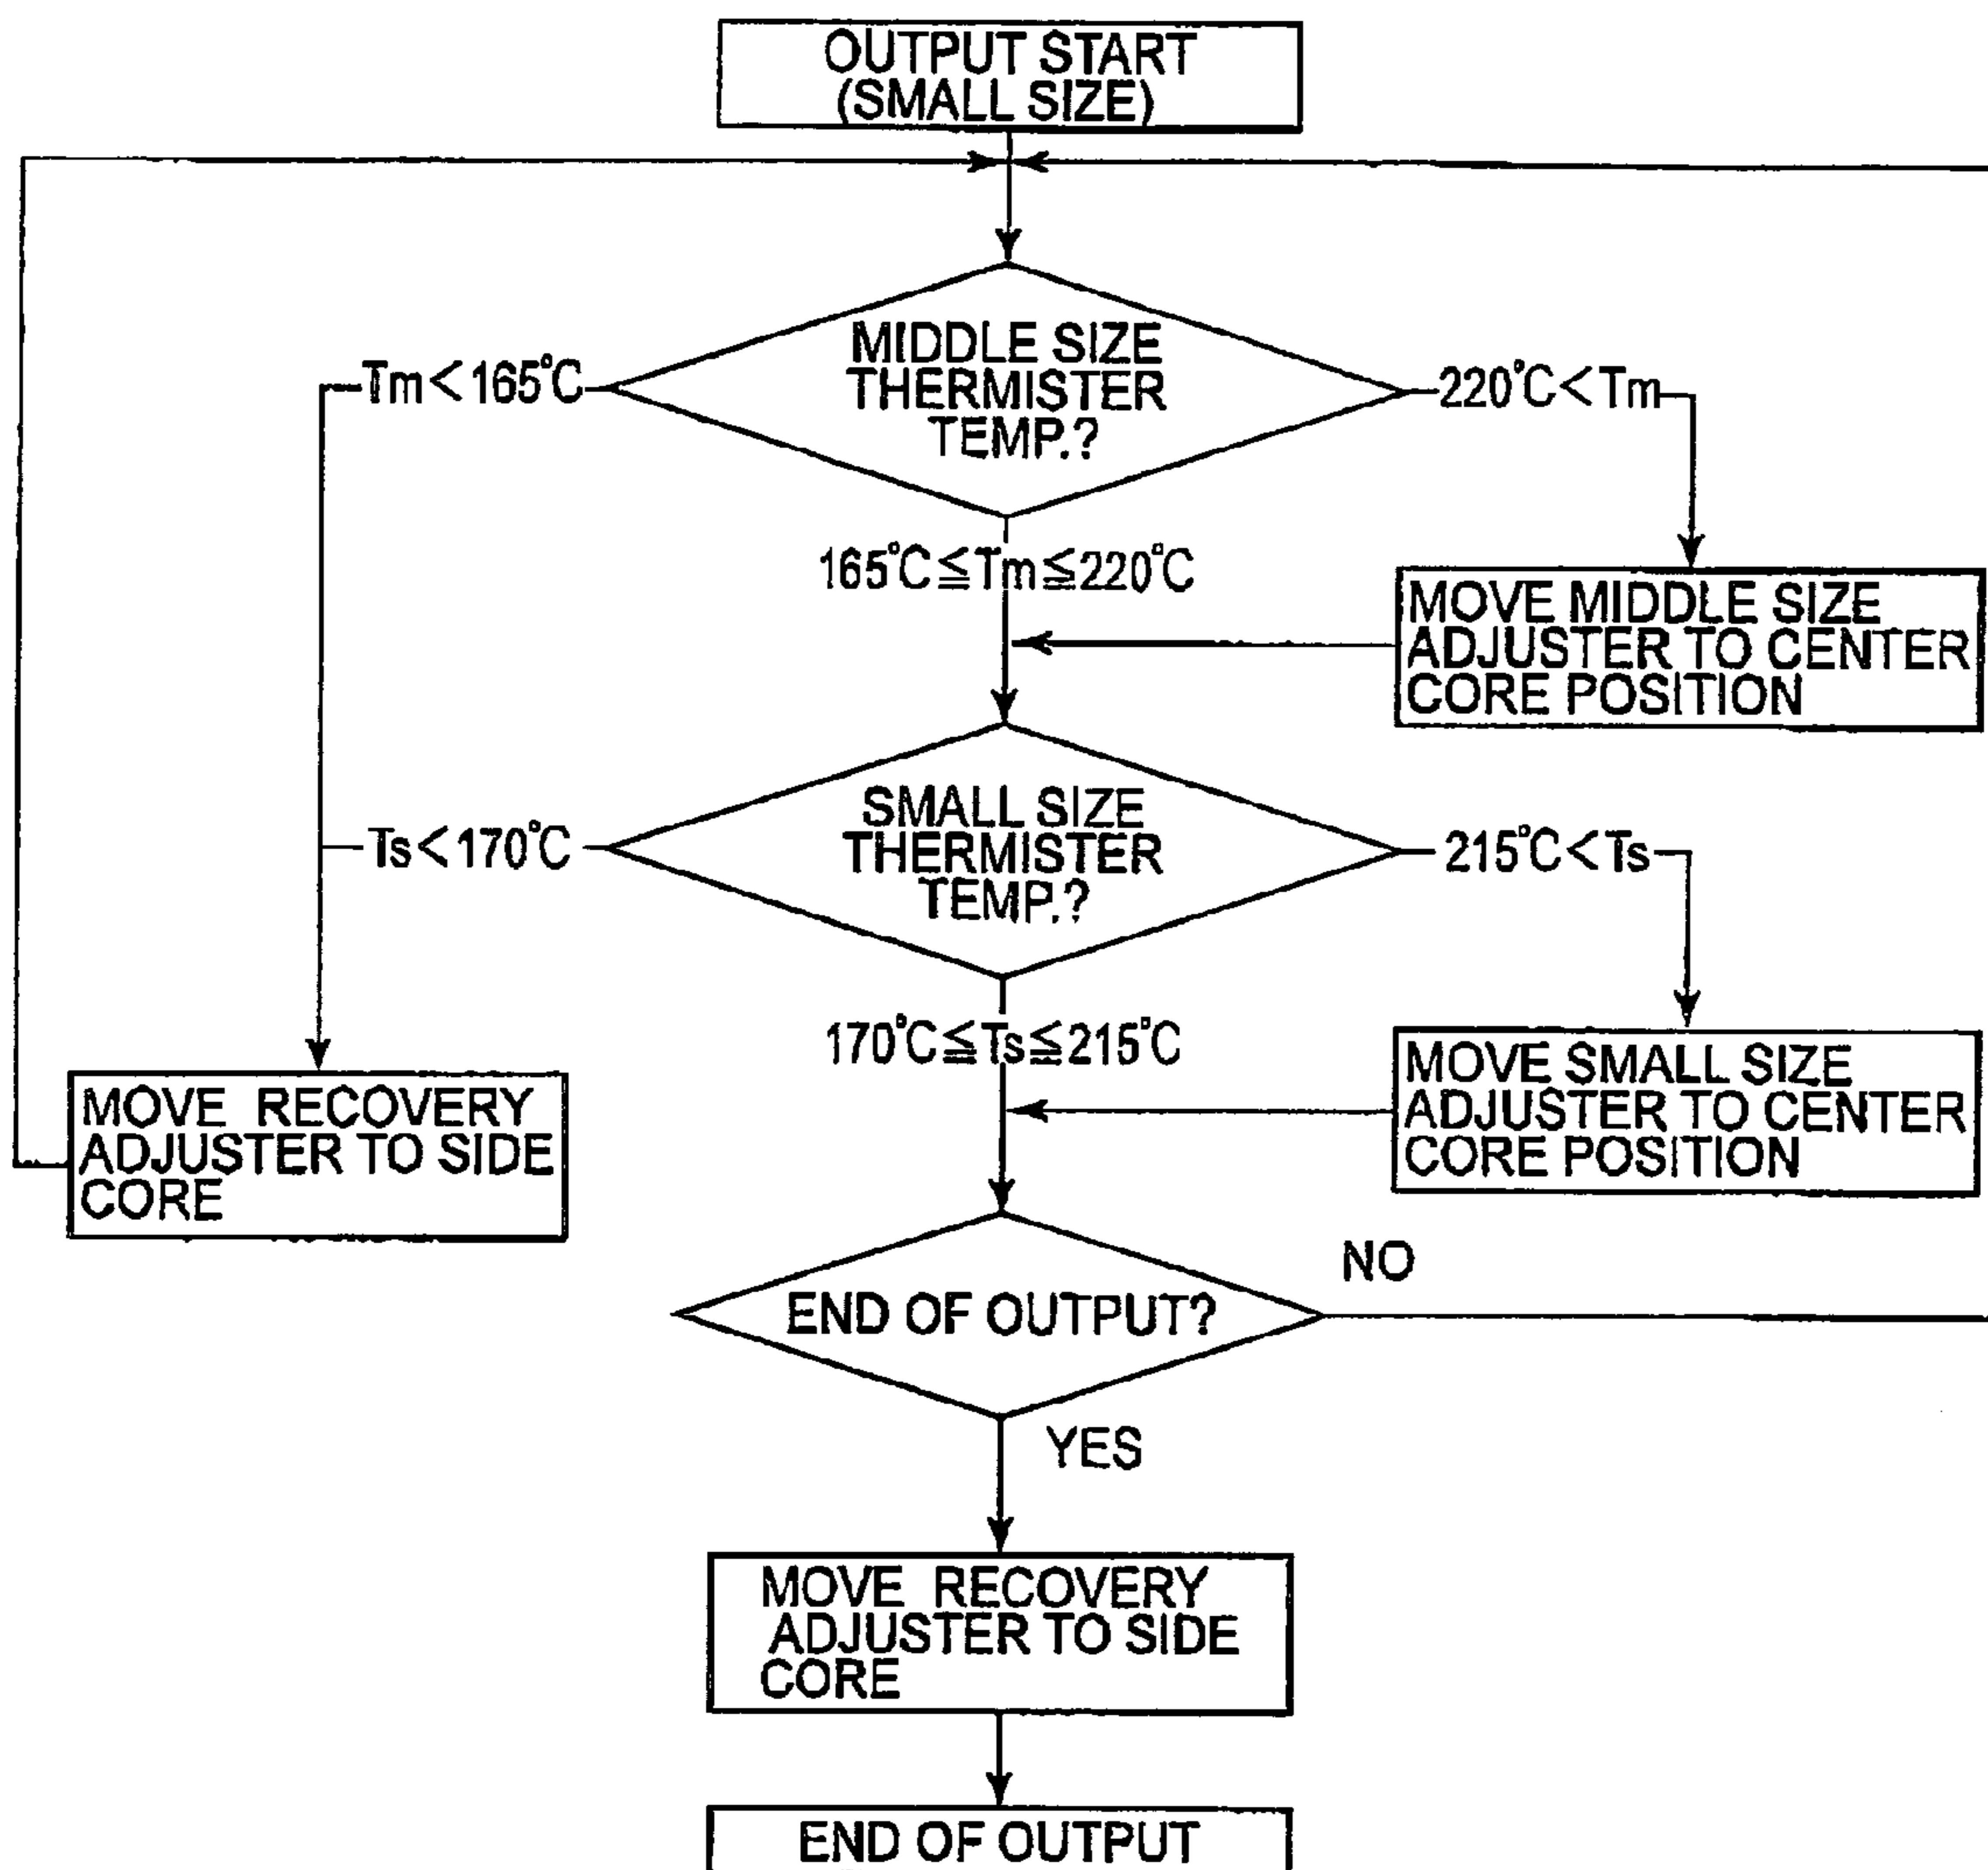 OUTPUT START
(SMALL SIZE)
MIDDLE SIZE
THERMISTER
TEMP.?
Tm<165°C
220°C<Tm
165°C≦Tm≦220°C
MOVE MIDDLE SIZE
ADJUSTER TO CENTER
CORE POSITION
SMALL SIZE
THERMISTER
TEMP.?
Ts<170°C
215°C<Ts
170°C≦Ts≦215°C
MOVE SMALL SIZE
ADJUSTER TO CENTER
CORE POSITION
MOVE RECOVERY
ADJUSTER TO SIDE
CORE
END OF OUTPUT?
NO
YES
MOVE RECOVERY
ADJUSTER TO SIDE
CORE
END OF OUTPUT